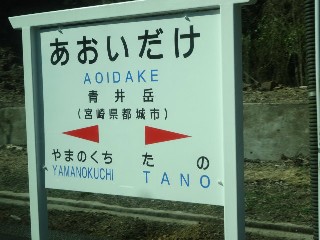 あおいだけ
AOIDAKE
青井岳
(宮崎県都城市)
やまのくち たの
YAMANOKUCHI TANO